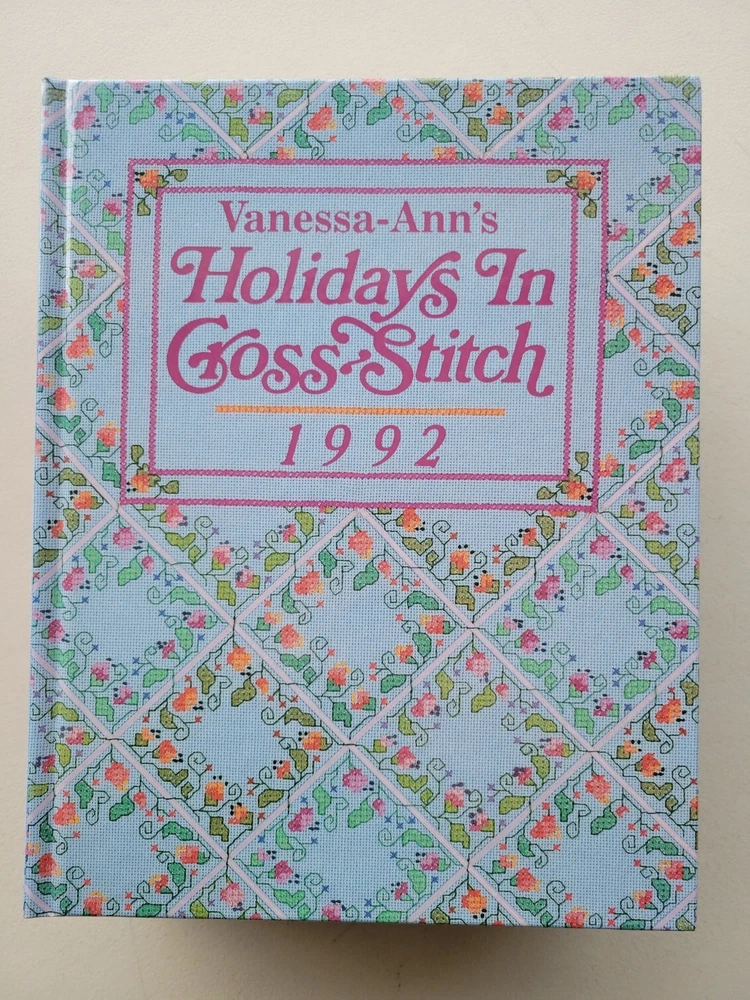 Vanessa-Ann's
Holidays In
Cross-Stitch
1992